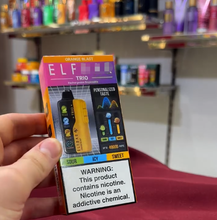 ELF
TRIO
PERSONALIZED
TASTE
SOUR ICY SWEET
WARNING:
This product
contains nicotine.
Nicotine is an
addictive chemical.